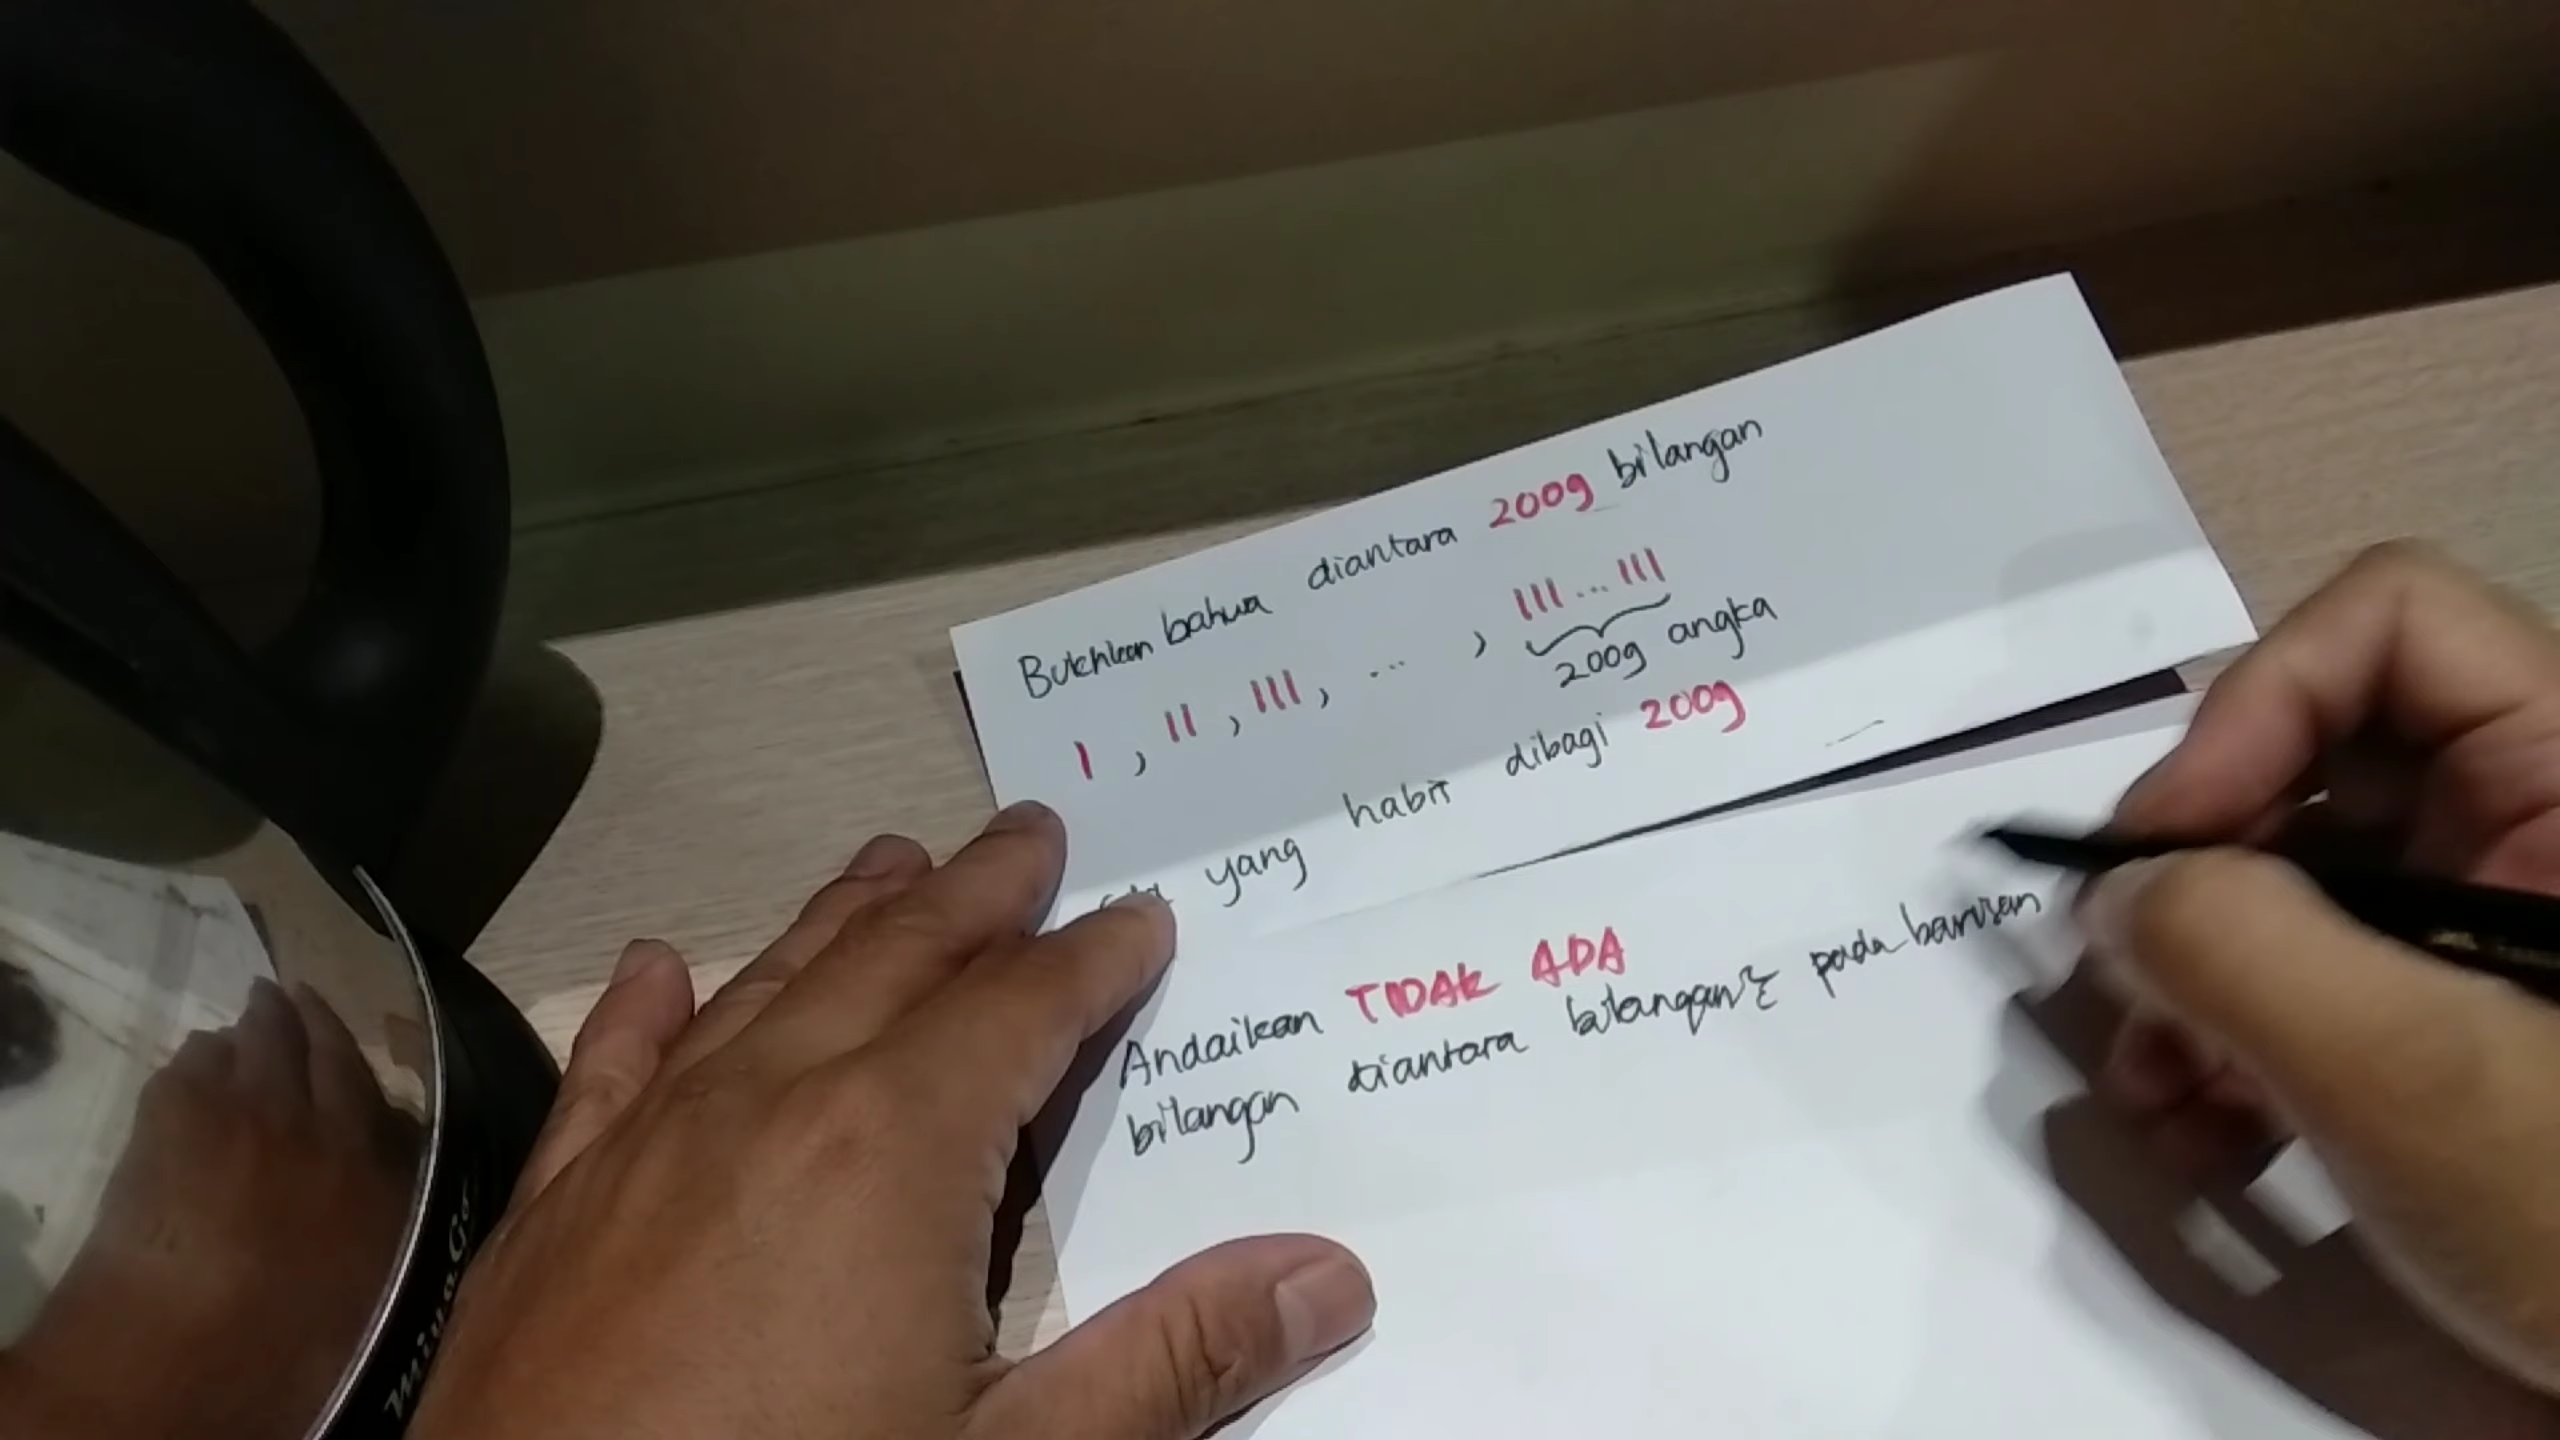 Buktikan bahwa diantara 2009 bilangan
1 , 11 , 111 , ... , 111...111
2009 angka
yang habis dibagi 2009
Andaikan TIDAK ADA
bilangan diantara bilangan2 pada barisan
MiyaGo